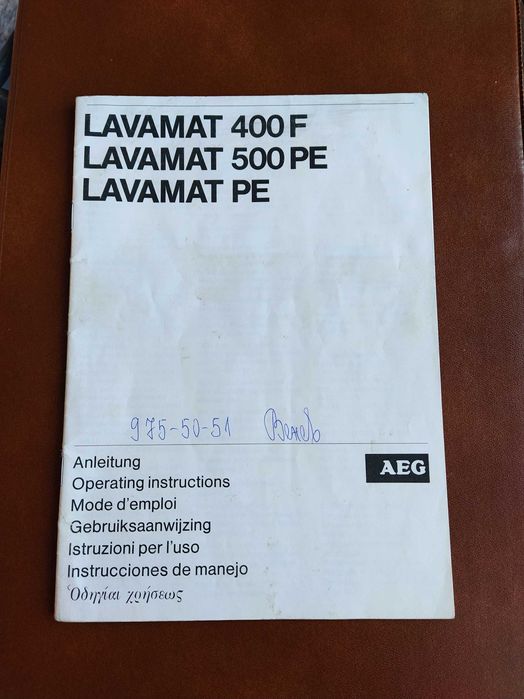 LAVAMAT 400 F
LAVAMAT 500 PE
LAVAMAT PE
975-50-51
Anleitung
Operating instructions
Mode d'emploi
Gebruiksaanwijzing
Istruzioni per l'uso
Instrucciones de manejo
Ὁδηγίαι χρήσεως
AEG